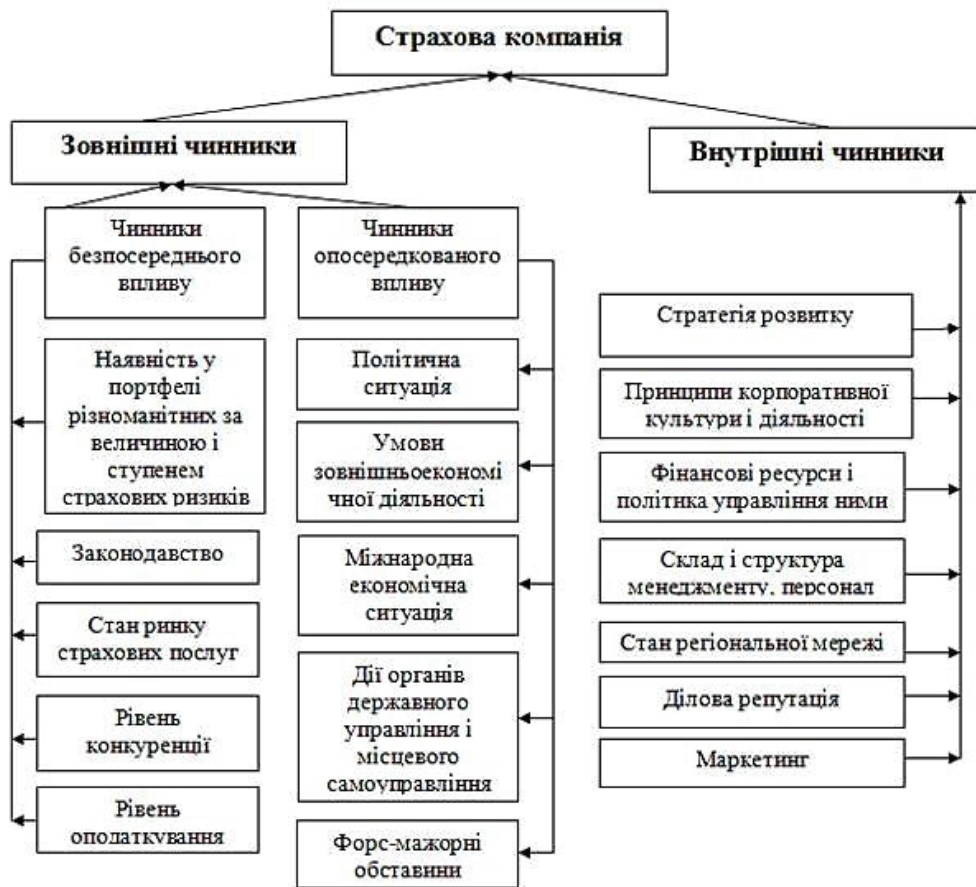 Страхова компанія
Зовнішні чинники
Внутрішні чинники
Чинники
безпосереднього
впливу
Наявність у
портфелі
різноманітних за
величиною і
ступенем
страхових ризиків
Законодавство
Стан ринку
страхових послуг
Рівень
конкуренції
Рівень
оподаткування
Чинники
опосередкованого
впливу
Політична
ситуація
Умови
зовнішньоекономі
чної діяльності
Міжнародна
економічна
ситуація
Дії органів
державного
управління і
місцевого
самоуправління
Форс-мажорні
обставини
Стратегія розвитку
Принципи корпоративної
культури і діяльності
Фінансові ресурси і
політика управління ними
Склад і структура
менеджменту, персонал
Стан регіональної мережі
Ділова репутація
Маркетинг